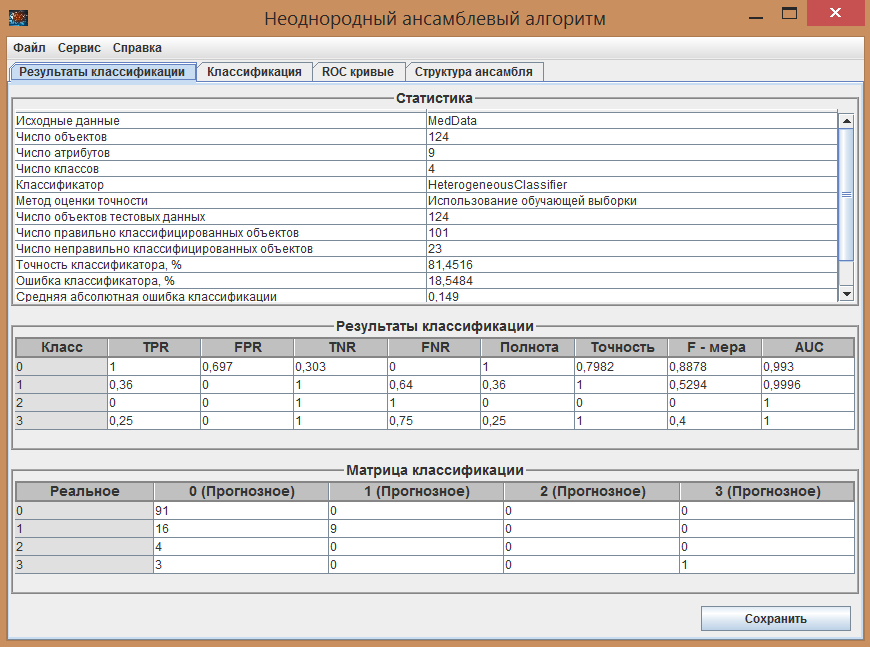 Неоднородный ансамблевый алгоритм
Файл Сервис Справка
Результаты классификации Классификация ROC кривые Структура ансамбля
Статистика
Исходные данные MedData
Число объектов 124
Число атрибутов 9
Число классов 4
Классификатор HeterogeneousClassifier
Метод оценки точности Использование обучающей выборки
Число объектов тестовых данных 124
Число правильно классифицированных объектов 101
Число неправильно классифицированных объектов 23
Точность классификатора, % 81,4516
Ошибка классификатора, % 18,5484
Средняя абсолютная ошибка классификации 0,149
Результаты классификации
Класс TPR FPR TNR FNR Полнота Точность F - мера AUC
0 1 0,697 0,303 0 1 0,7982 0,8878 0,993
1 0,36 0 1 0,64 0,36 1 0,5294 0,9996
2 0 0 1 1 0 0 0 1
3 0,25 0 1 0,75 0,25 1 0,4 1
Матрица классификации
Реальное 0 (Прогнозное) 1 (Прогнозное) 2 (Прогнозное) 3 (Прогнозное)
0 91 0 0 0
1 16 9 0 0
2 4 0 0 0
3 3 0 0 1
Сохранить